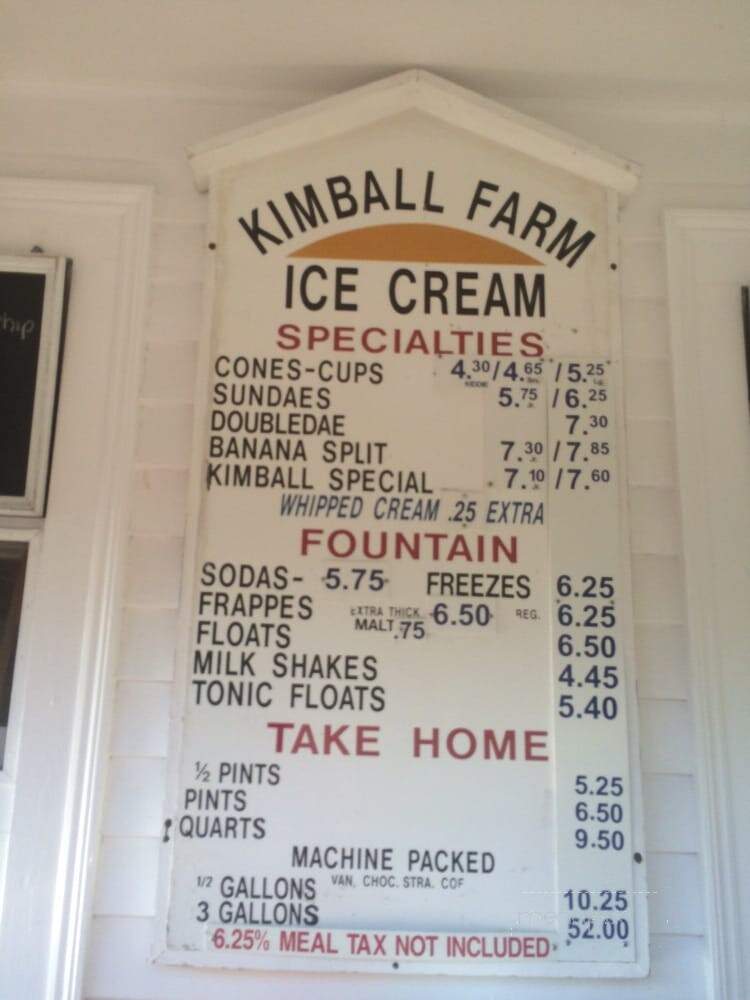 hip
KIMBALL FARM
ICE CREAM
SPECIALTIES
CONES-CUPS 4.30/4.65/5.25
SUNDAES 5.75/6.25
DOUBLEDAE 7.30
BANANA SPLIT 7.30/7.85
KIMBALL SPECIAL 7.10/7.60
WHIPPED CREAM .25 EXTRA
FOUNTAIN
SODAS- 5.75 FREEZES 6.25
FRAPPES EXTRA THICK 6.50 REG. 6.25
MALT .75
FLOATS 6.50
MILK SHAKES 4.45
TONIC FLOATS 5.40
TAKE HOME
½ PINTS 5.25
PINTS 6.50
QUARTS 9.50
MACHINE PACKED
VAN. CHOC. STRA. COF
1/2 GALLONS 10.25
3 GALLONS 52.00
6.25% MEAL TAX NOT INCLUDED